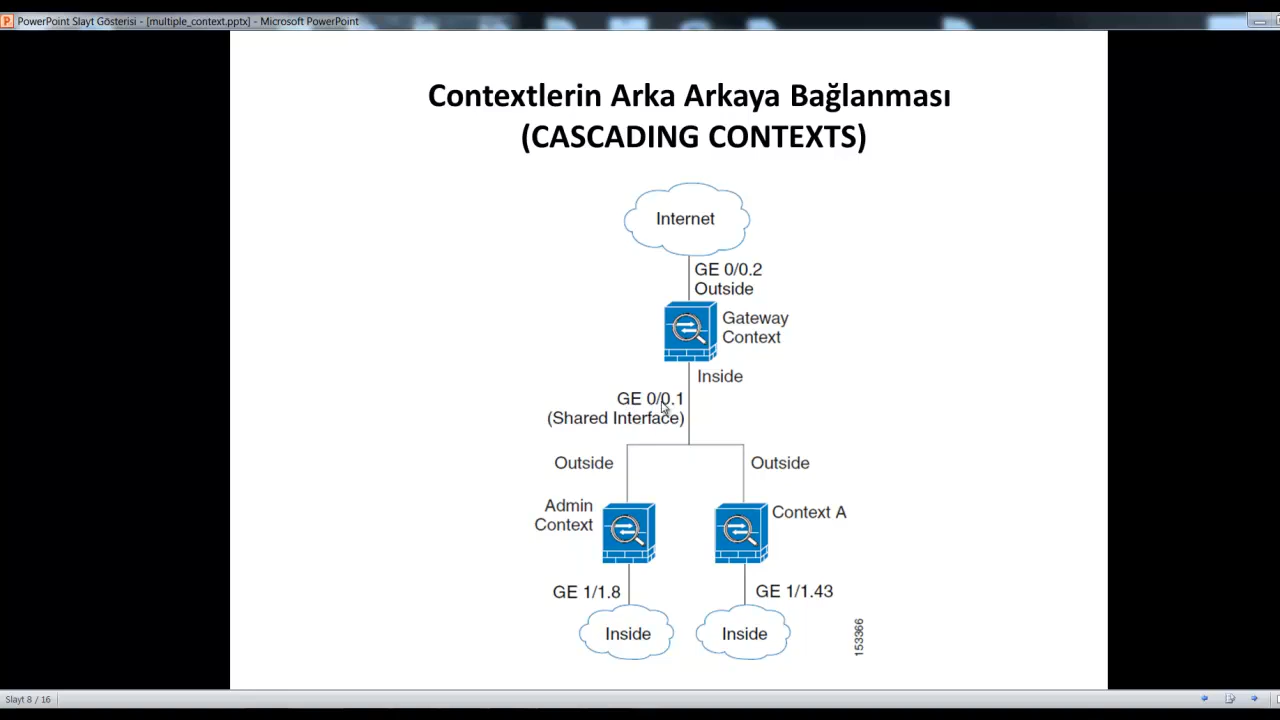 PowerPoint Slayt Gösterisi - [multiple_context.pptx] - Microsoft PowerPoint
Contextlerin Arka Arkaya Bağlanması
(CASCADING CONTEXTS)
Internet
GE 0/0.2
Outside
Gateway
Context
Inside
GE 0/0.1
(Shared Interface)
Outside
Outside
Admin
Context
Context A
GE 1/1.8
GE 1/1.43
Inside
Inside
153366
Slayt 8 / 16